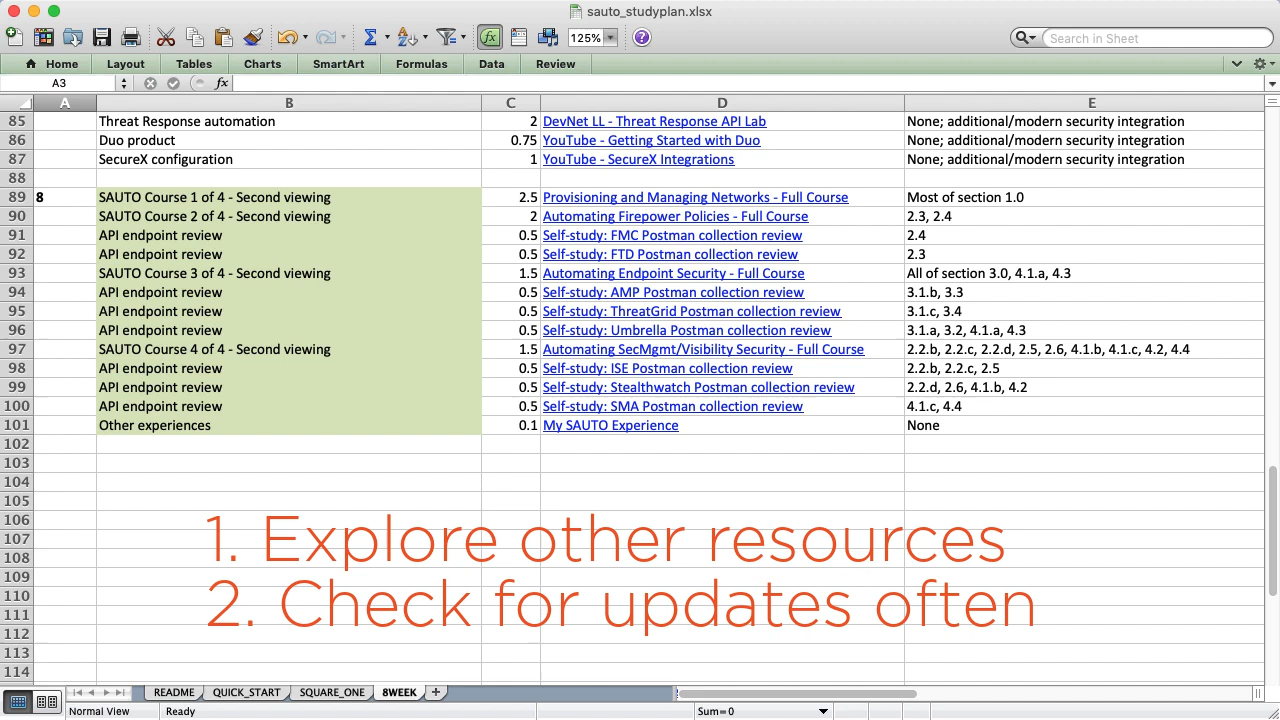 sauto_studyplan.xlsx
125%
Search in Sheet
Home Layout Tables Charts SmartArt Formulas Data Review
A3 fx
A B C D E
85 Threat Response automation 2 DevNet LL - Threat Response API Lab None; additional/modern security integration
86 Duo product 0.75 YouTube - Getting Started with Duo None; additional/modern security integration
87 SecureX configuration 1 YouTube - SecureX Integrations None; additional/modern security integration
88
89 8 SAUTO Course 1 of 4 - Second viewing 2.5 Provisioning and Managing Networks - Full Course Most of section 1.0
90 SAUTO Course 2 of 4 - Second viewing 2 Automating Firepower Policies - Full Course 2.3, 2.4
91 API endpoint review 0.5 Self-study: FMC Postman collection review 2.4
92 API endpoint review 0.5 Self-study: FTD Postman collection review 2.3
93 SAUTO Course 3 of 4 - Second viewing 1.5 Automating Endpoint Security - Full Course All of section 3.0, 4.1.a, 4.3
94 API endpoint review 0.5 Self-study: AMP Postman collection review 3.1.b, 3.3
95 API endpoint review 0.5 Self-study: ThreatGrid Postman collection review 3.1.c, 3.4
96 API endpoint review 0.5 Self-study: Umbrella Postman collection review 3.1.a, 3.2, 4.1.a, 4.3
97 SAUTO Course 4 of 4 - Second viewing 1.5 Automating SecMgmt/Visibility Security - Full Course 2.2.b, 2.2.c, 2.2.d, 2.5, 2.6, 4.1.b, 4.1.c, 4.2, 4.4
98 API endpoint review 0.5 Self-study: ISE Postman collection review 2.2.b, 2.2.c, 2.5
99 API endpoint review 0.5 Self-study: Stealthwatch Postman collection review 2.2.d, 2.6, 4.1.b, 4.2
100 API endpoint review 0.5 Self-study: SMA Postman collection review 4.1.c, 4.4
101 Other experiences 0.1 My SAUTO Experience None
102
103
104
105
106
107
108
109
110
111
112
113
114
1. Explore other resources
2. Check for updates often
README QUICK_START SQUARE_ONE 8WEEK +
Normal View Ready Sum=0